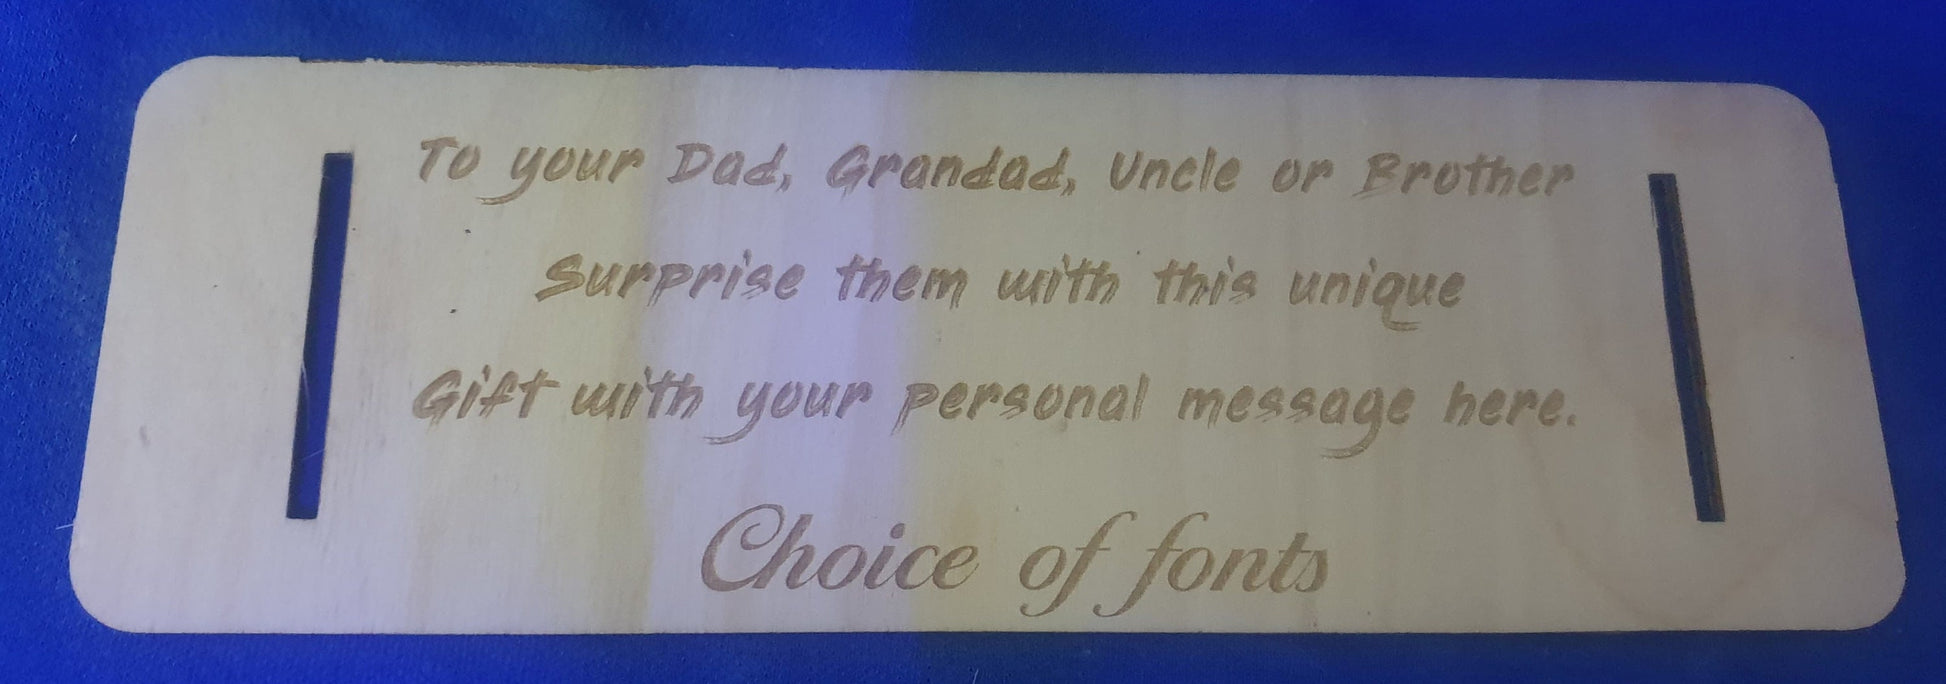 To your Dad, Grandad, Uncle or Brother
Surprise them with this unique
Gift with your personal message here.
Choice of fonts